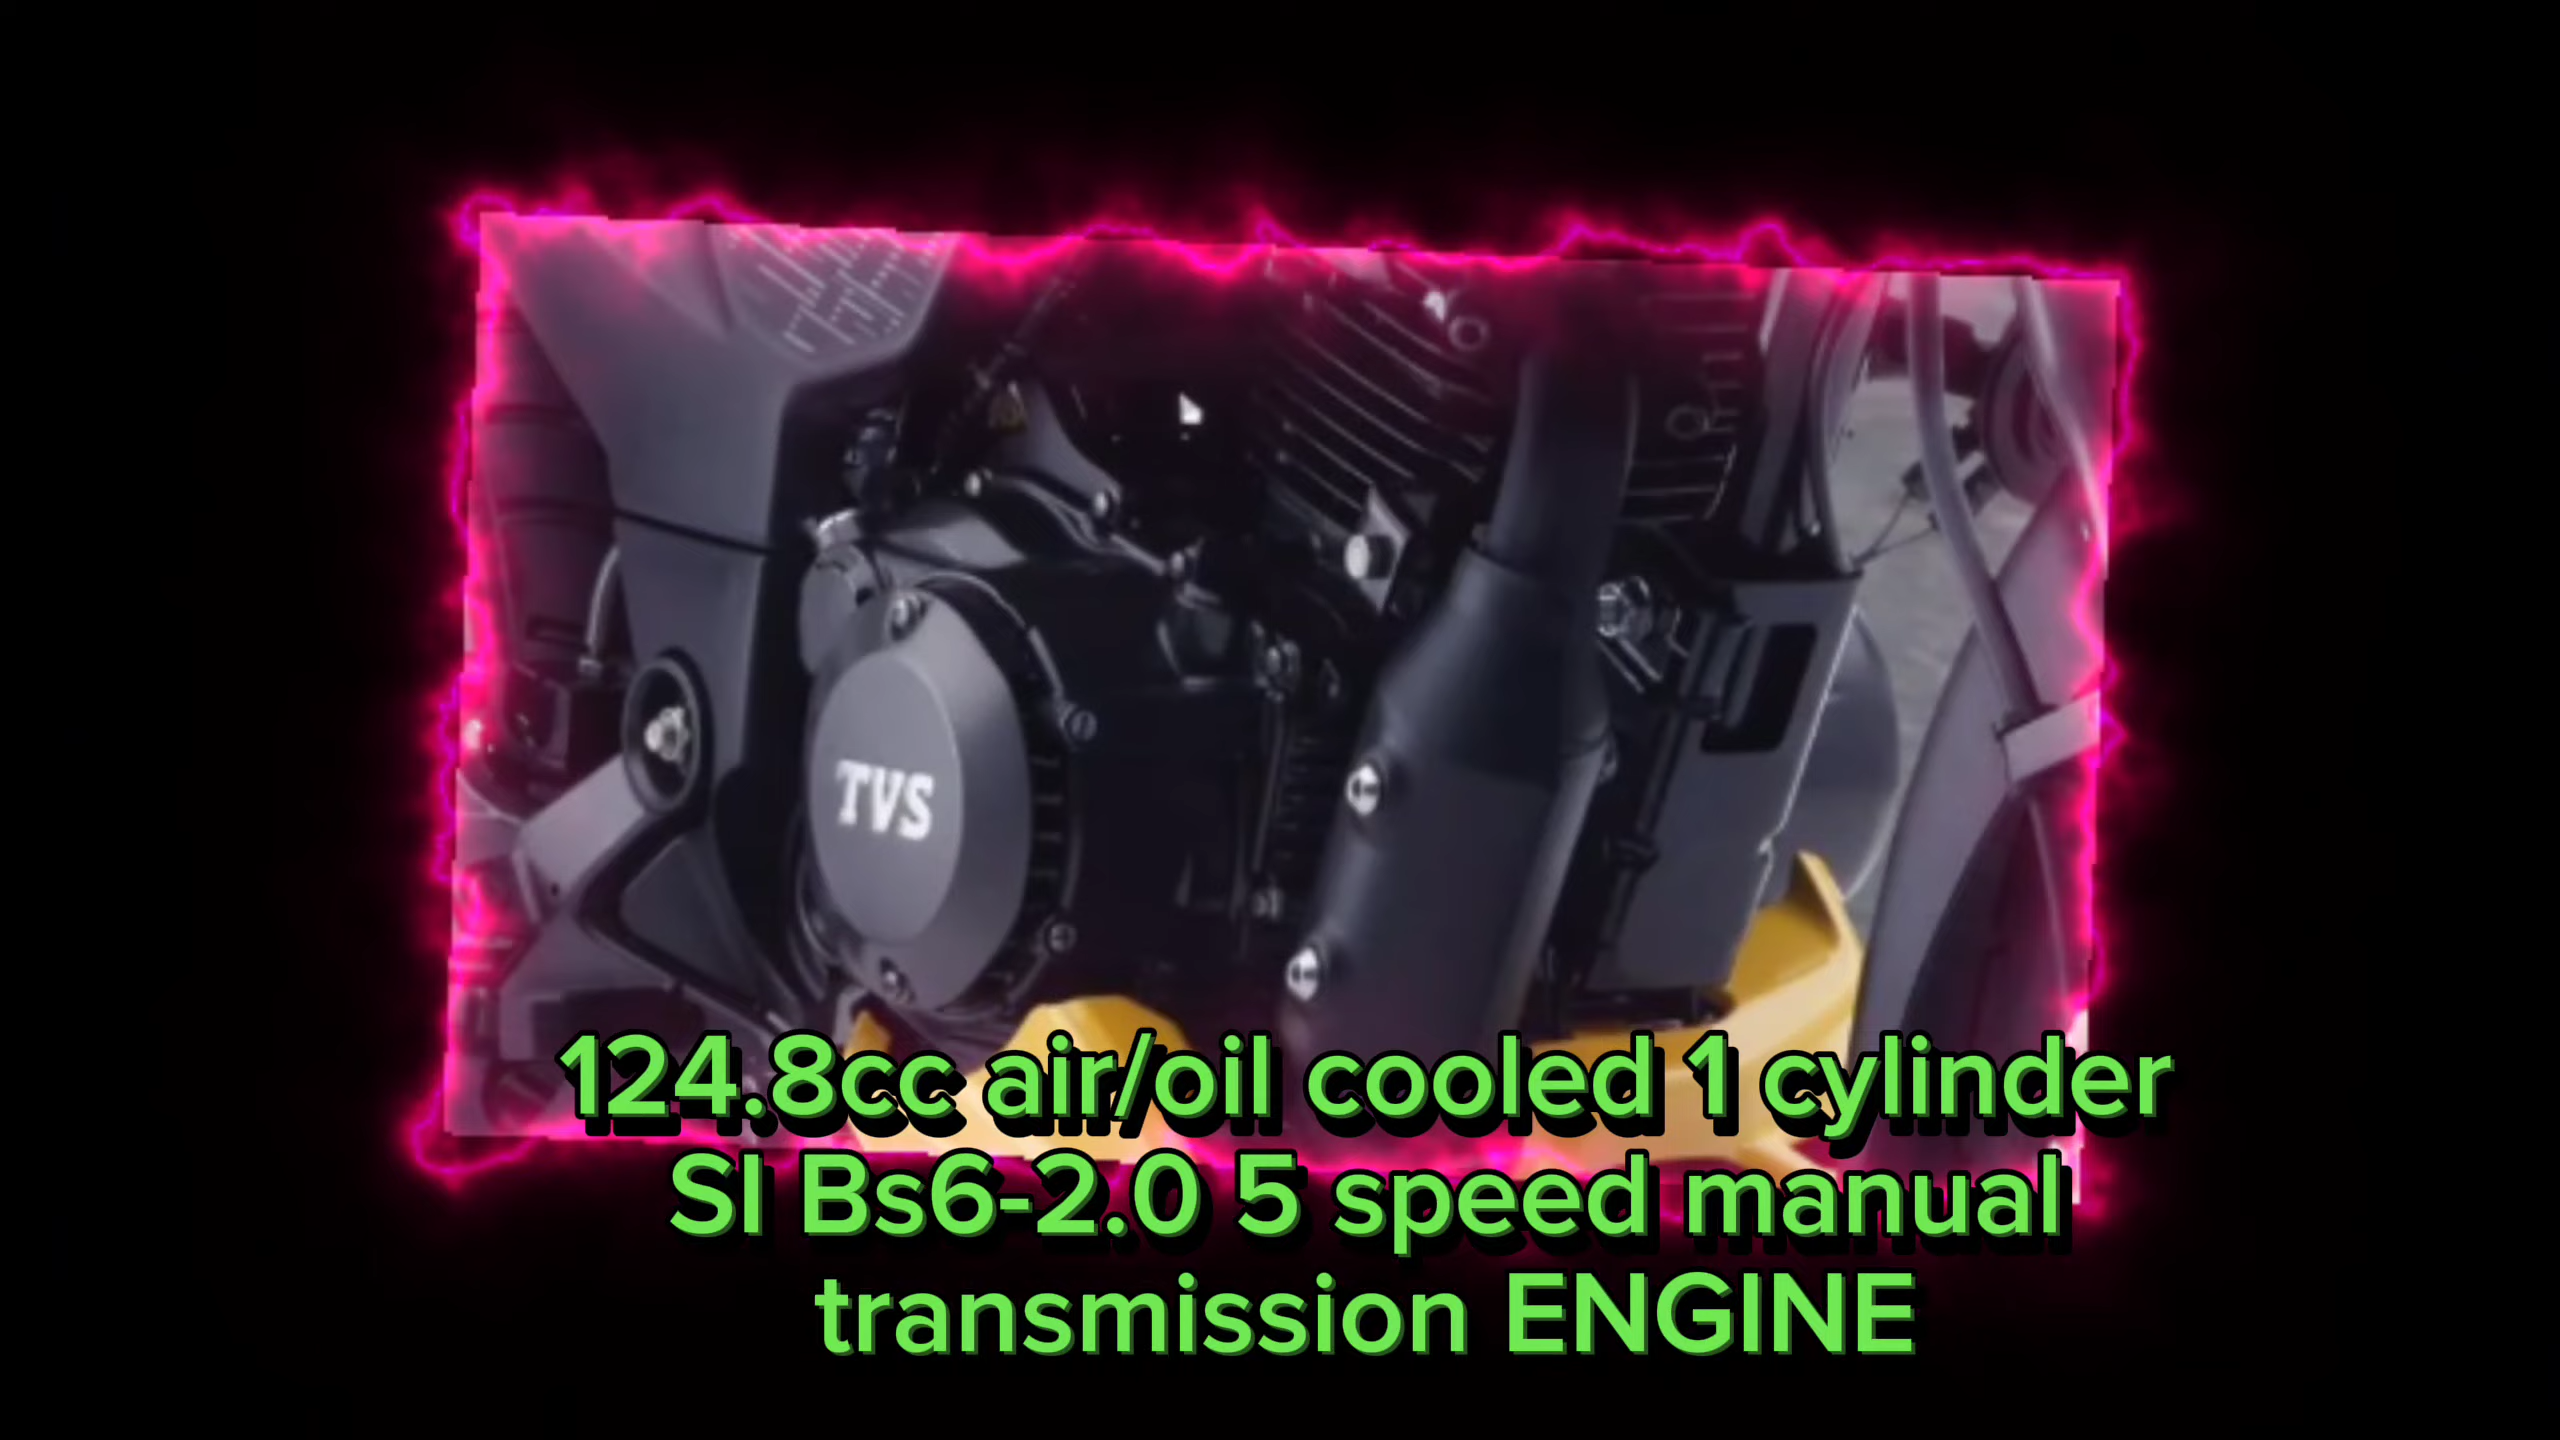 TVS
124.8cc air/oil cooled 1 cylinder
SI Bs6-2.0 5 speed manual
transmission ENGINE